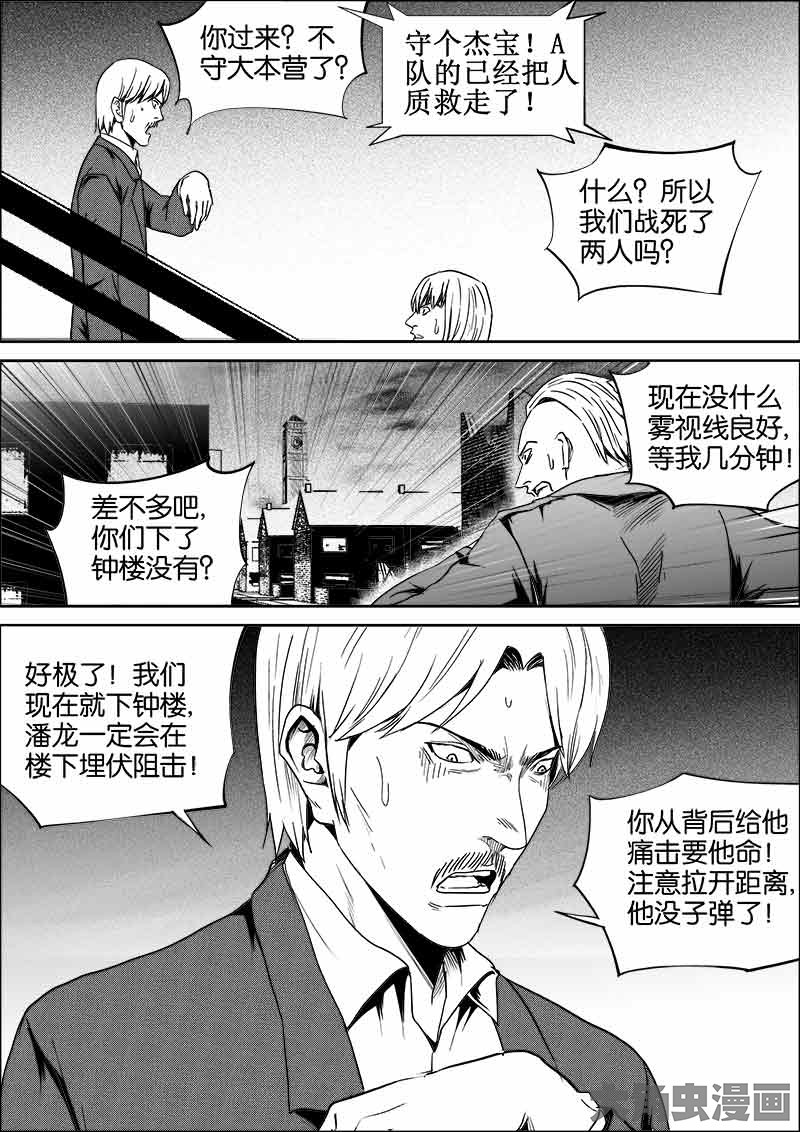 你过来？不
守大本营了？
守个杰宝！A
队的已经把人
质救走了！
什么？所以
我们战死了
两人吗？
现在没什么
雾视线良好，
等我几分钟！
差不多吧，
你们下了
钟楼没有？
好极了！我们
现在就下钟楼，
潘龙一定会在
楼下埋伏阻击！
你从背后给他
痛击要他命！
注意拉开距离，
他没子弹了！
虫漫画